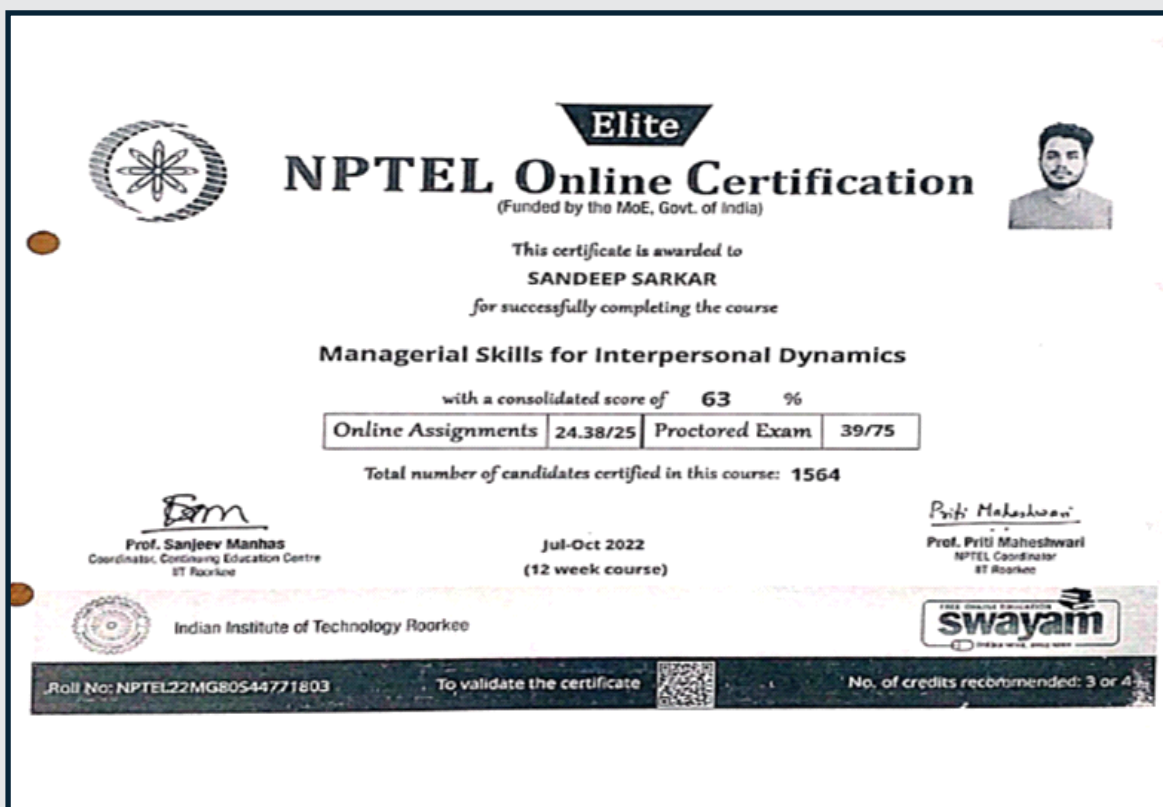 Elite
NPTEL Online Certification
(Funded by the MoE, Govt. of India)
This certificate is awarded to
SANDEEP SARKAR
for successfully completing the course
Managerial Skills for Interpersonal Dynamics
with a consolidated score of 63 %
Online Assignments 24.38/25 Proctored Exam 39/75
Total number of candidates certified in this course: 1564
Priti Maheshwari
Prof. Sanjeev Manhas
Coordinator, Continuing Education Centre
IIT Roorkee
Jul-Oct 2022
(12 week course)
Prof. Priti Maheshwari
NPTEL Coordinator
IIT Roorkee
Indian Institute of Technology Roorkee
FREE ONLINE EDUCATION
swayam
Roll No: NPTEL22MG80S44771803
To validate the certificate
No. of credits recommended: 3 or 4